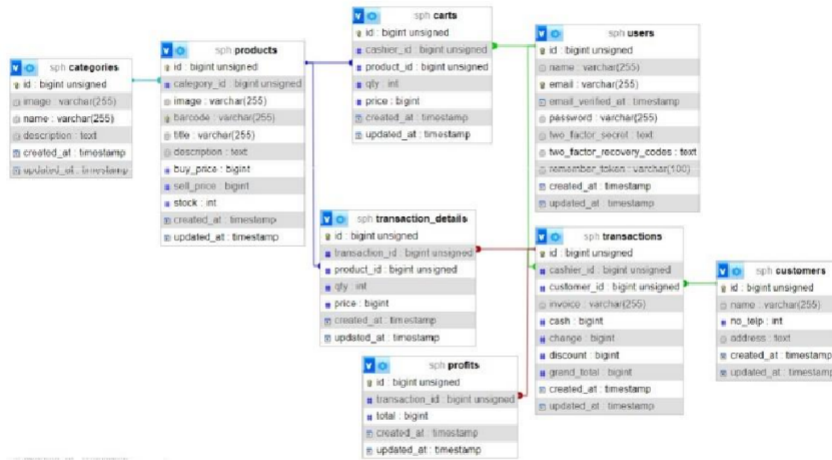 sph categories
id : bigint unsigned
image : varchar(255)
name : varchar(255)
description : text
created_at : timestamp
updated_at : timestamp
sph products
id : bigint unsigned
category_id : bigint unsigned
image : varchar(255)
barcode : varchar(255)
title : varchar(255)
description : text
buy_price : bigint
sell_price : bigint
stock : int
created_at : timestamp
updated_at : timestamp
sph carts
id : bigint unsigned
cashier_id : bigint unsigned
product_id : bigint unsigned
qty : int
price : bigint
created_at : timestamp
updated_at : timestamp
sph users
id : bigint unsigned
name : varchar(255)
email : varchar(255)
email_verified_at : timestamp
password : varchar(255)
two_factor_secret : text
two_factor_recovery_codes : text
remember_token : varchar(100)
created_at : timestamp
updated_at : timestamp
sph transaction_details
id : bigint unsigned
transaction_id : bigint unsigned
product_id : bigint unsigned
qty : int
price : bigint
created_at : timestamp
updated_at : timestamp
sph transactions
id : bigint unsigned
cashier_id : bigint unsigned
customer_id : bigint unsigned
invoice : varchar(255)
cash : bigint
change : bigint
discount : bigint
grand_total : bigint
created_at : timestamp
updated_at : timestamp
sph customers
id : bigint unsigned
name : varchar(255)
no_telp : int
address : text
created_at : timestamp
updated_at : timestamp
sph profits
id : bigint unsigned
transaction_id : bigint unsigned
total : bigint
created_at : timestamp
updated_at : timestamp